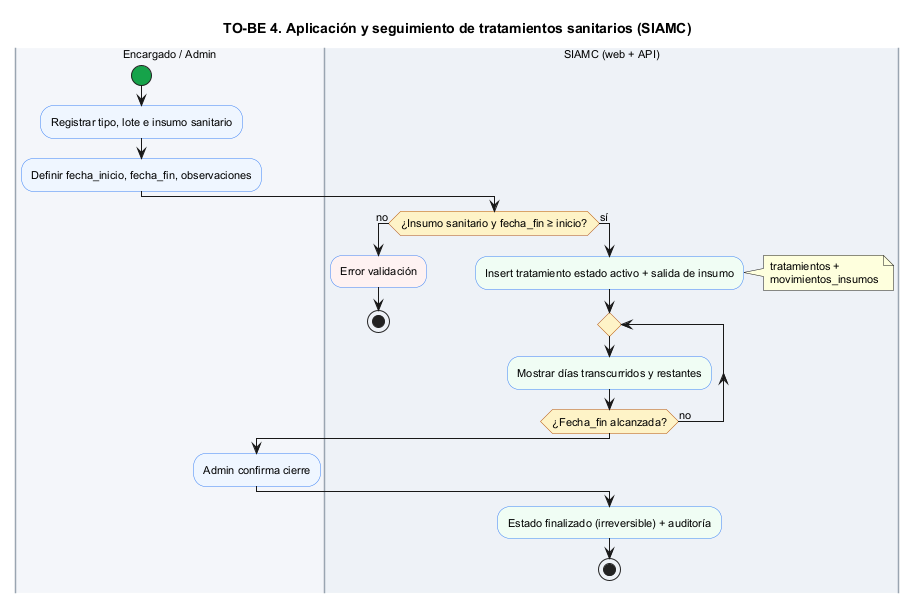 TO-BE 4. Aplicación y seguimiento de tratamientos sanitarios (SIAMC)
Encargado / Admin
SIAMC (web + API)
Registrar tipo, lote e insumo sanitario
Definir fecha_inicio, fecha_fin, observaciones
no
¿Insumo sanitario y fecha_fin ≥ inicio?
sí
Error validación
Insert tratamiento estado activo + salida de insumo
tratamientos +
movimientos_insumos
Mostrar días transcurridos y restantes
¿Fecha_fin alcanzada?
no
Admin confirma cierre
Estado finalizado (irreversible) + auditoría